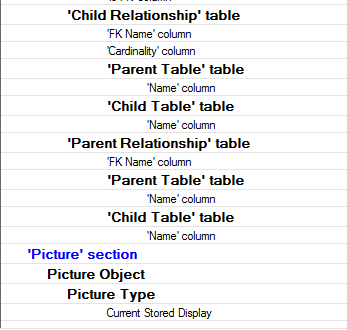 'Child Relationship' table
'FK Name' column
'Cardinality' column
'Parent Table' table
'Name' column
'Child Table' table
'Name' column
'Parent Relationship' table
'FK Name' column
'Parent Table' table
'Name' column
'Child Table' table
'Name' column
'Picture' section
Picture Object
Picture Type
Current Stored Display